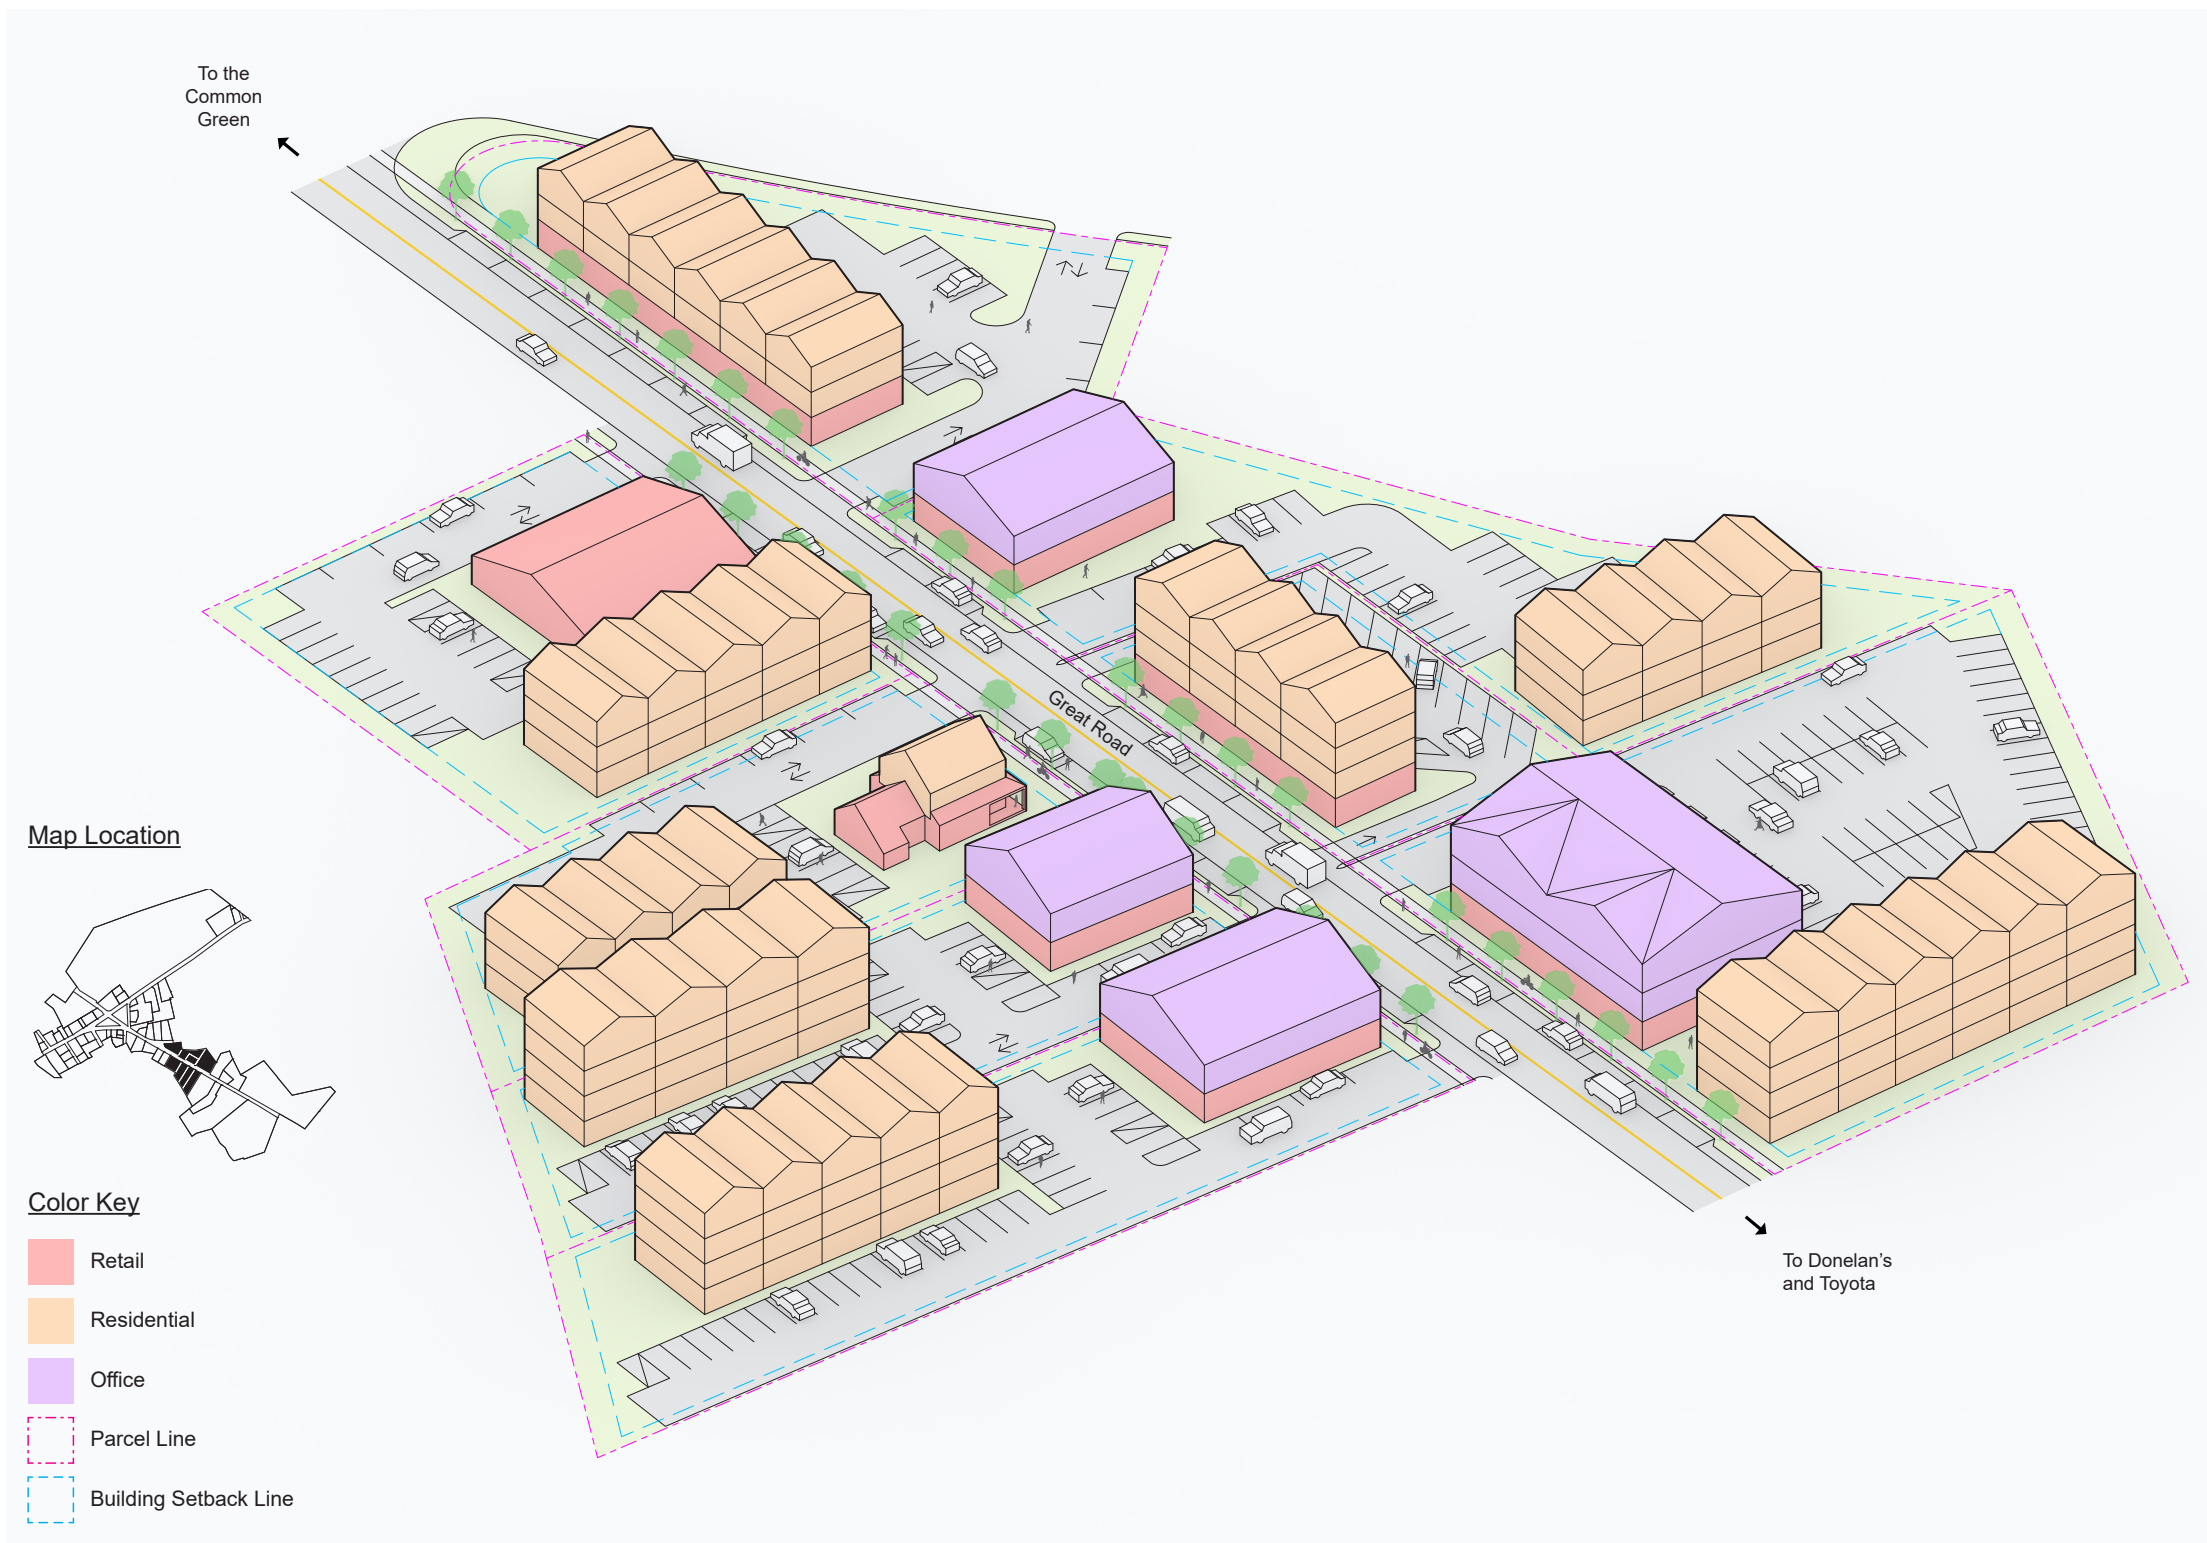 To the
Common
Green
Great Road
Map Location
Color Key
Retail
Residential
Office
Parcel Line
Building Setback Line
To Donelan’s
and Toyota